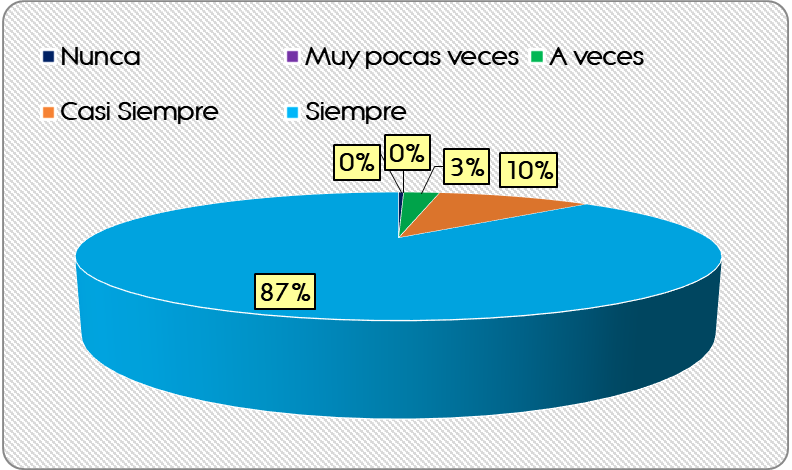 Nunca Muy pocas veces A veces
Casi Siempre Siempre
0% 0% 3% 10%
87%